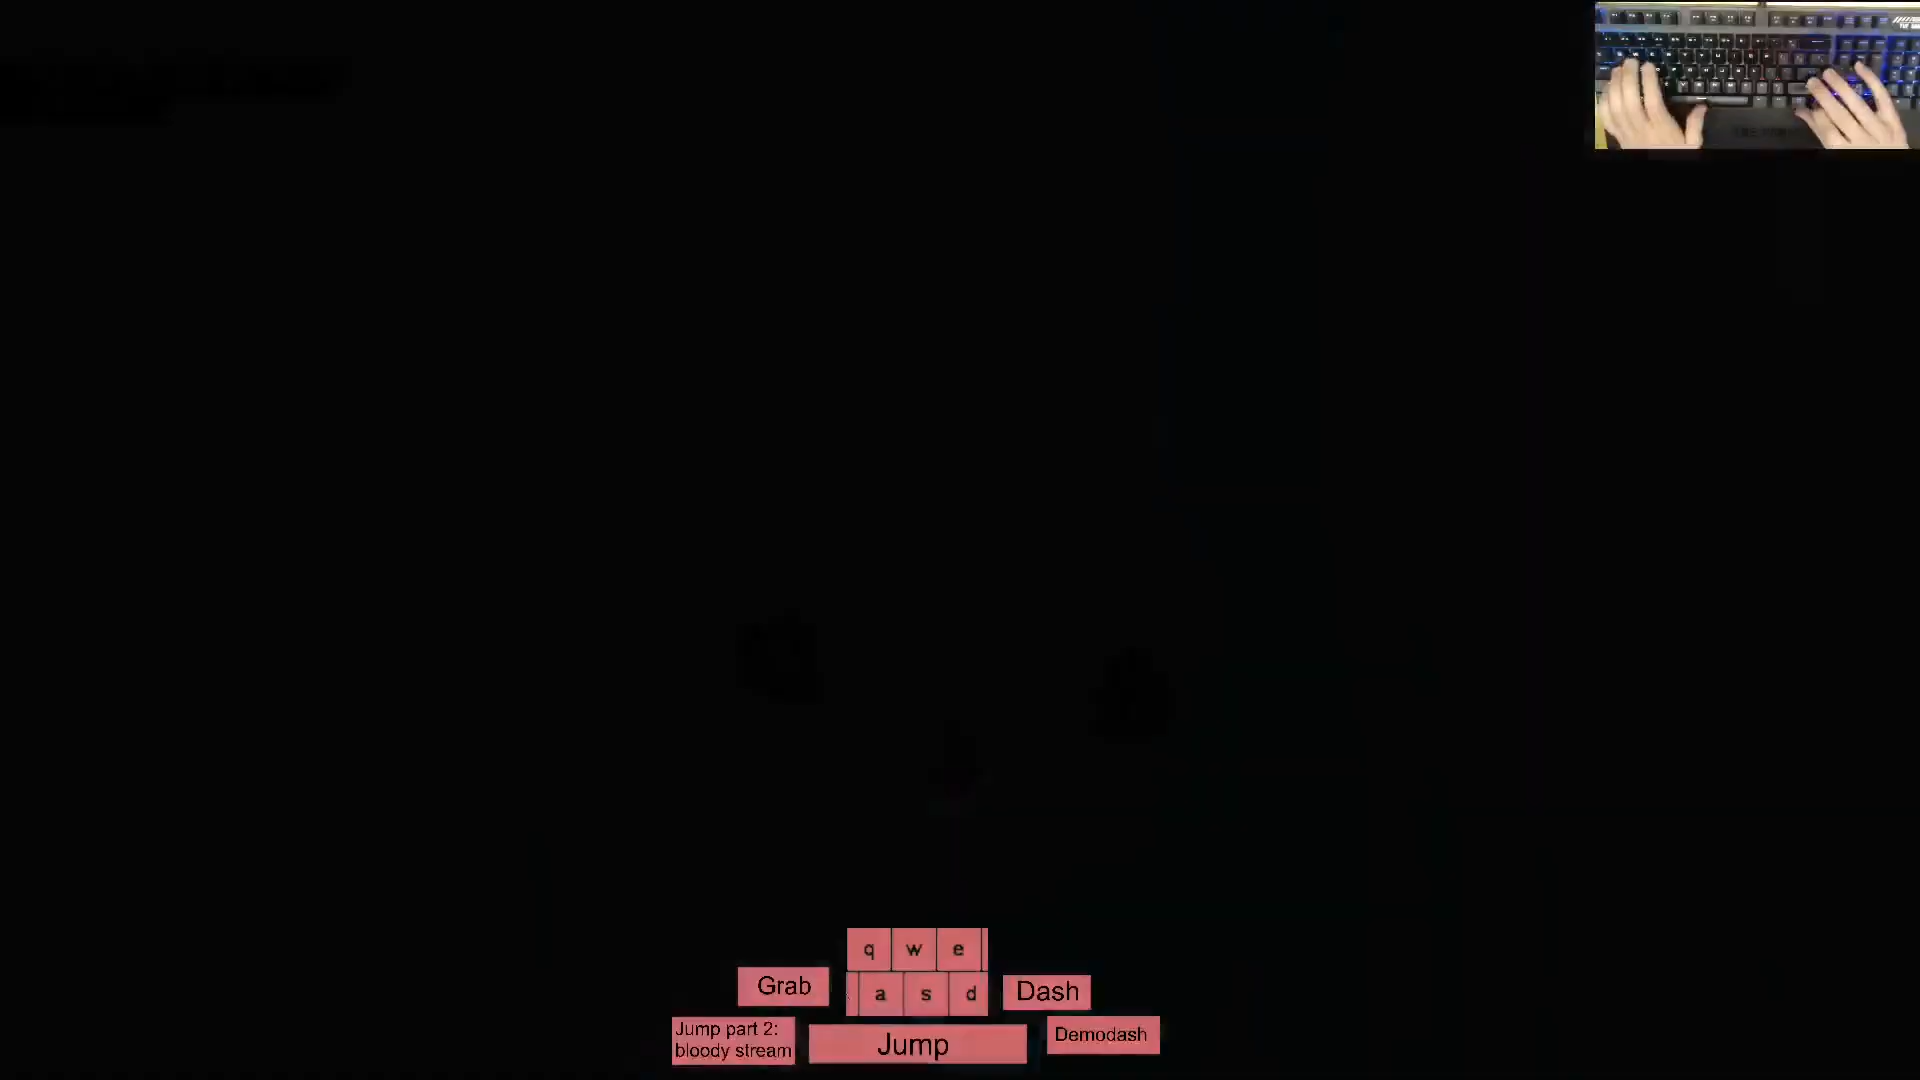 q w e
Grab
a s d
Dash
Jump part 2:
bloody stream
Jump
Demodash